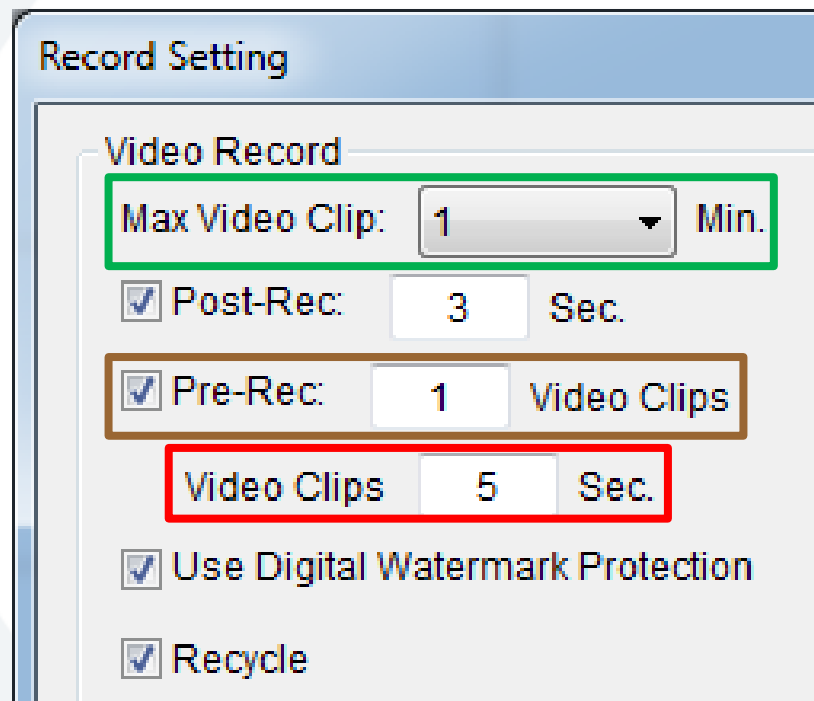 Record Setting
Video Record
Max Video Clip: 1 Min.
Post-Rec: 3 Sec.
Pre-Rec: 1 Video Clips
Video Clips 5 Sec.
Use Digital Watermark Protection
Recycle